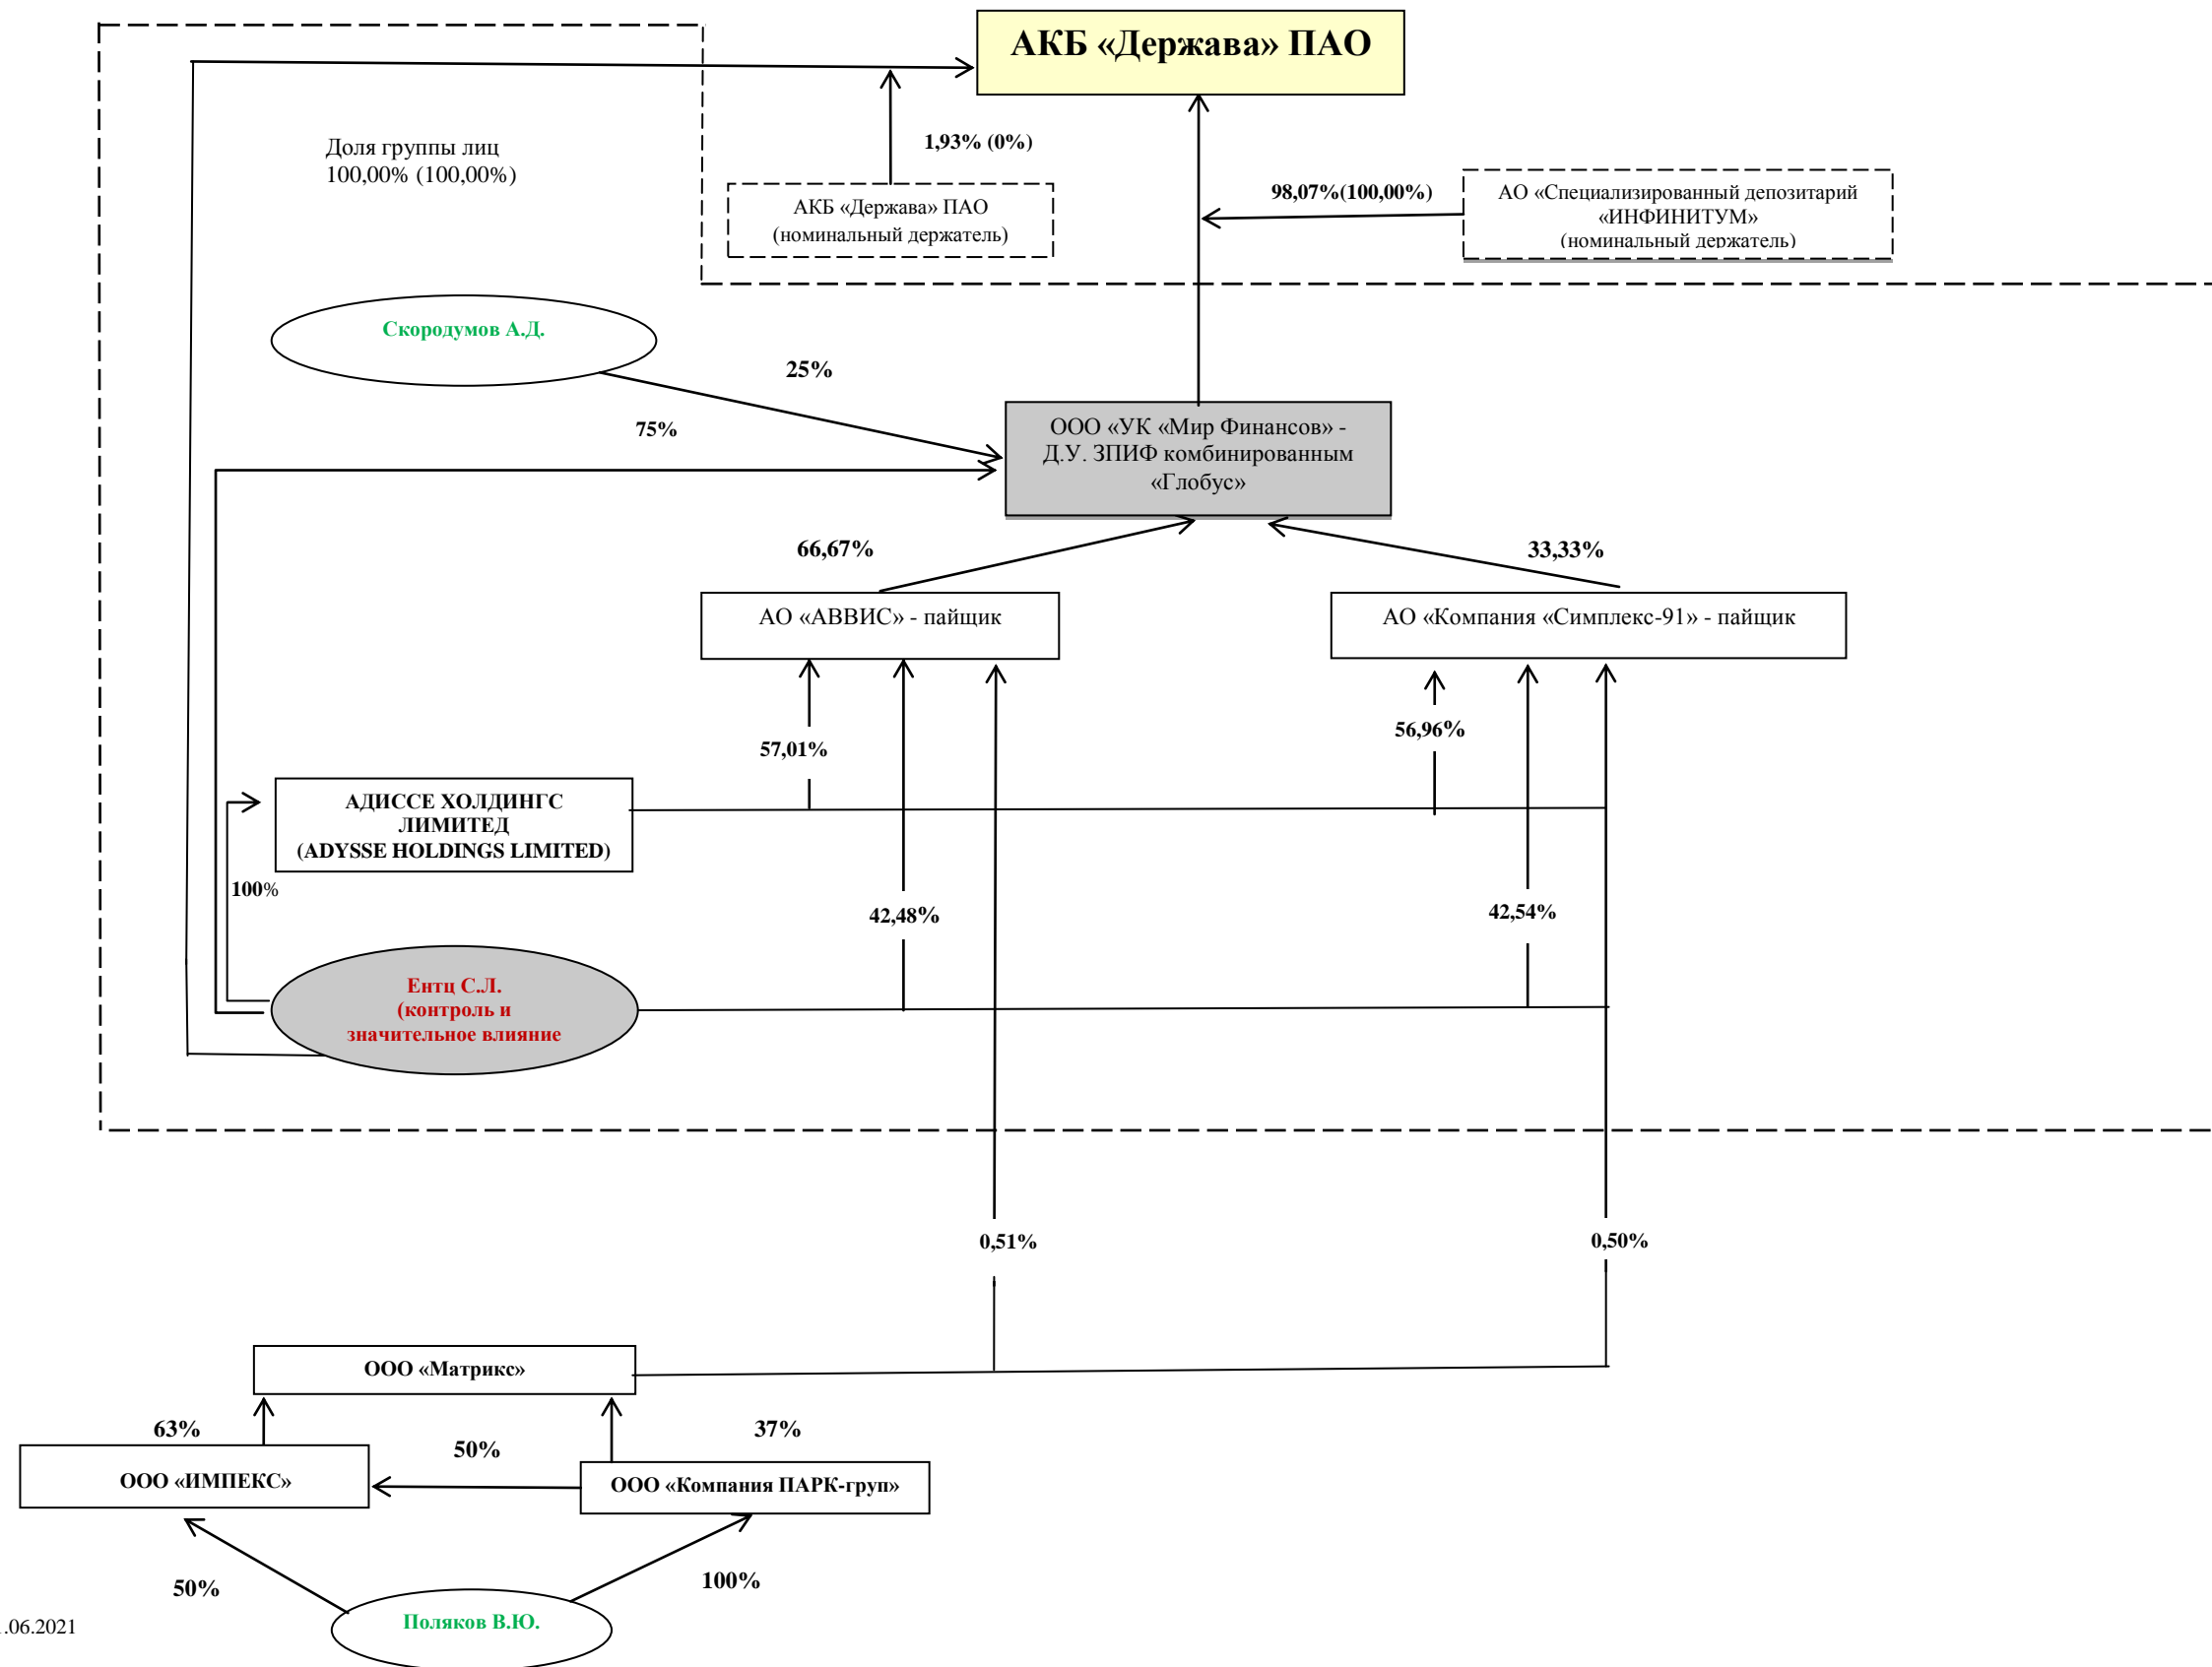 АКБ «Держава» ПАО
1,93% (0%)
Доля группы лиц
100,00% (100,00%)
АКБ «Держава» ПАО
(номинальный держатель)
98,07%(100,00%)
АО «Специализированный депозитарий
«ИНФИНИТУМ»
(номинальный держатель)
Скородумов А.Д.
25%
75%
ООО «УК «Мир Финансов» -
Д.У. ЗПИФ комбинированным
«Глобус»
66,67%
33,33%
АО «АВВИС» - пайщик
АО «Компания «Симплекс-91» - пайщик
57,01%
56,96%
АДИССЕ ХОЛДИНГС
ЛИМИТЕД
(ADYSSE HOLDINGS LIMITED)
100%
42,48%
42,54%
Ентц С.Л.
(контроль и
значительное влияние
0,51%
0,50%
ООО «Матрикс»
63%
50%
37%
ООО «ИМПЕКС»
ООО «Компания ПАРК-груп»
50%
100%
Поляков В.Ю.
.06.2021